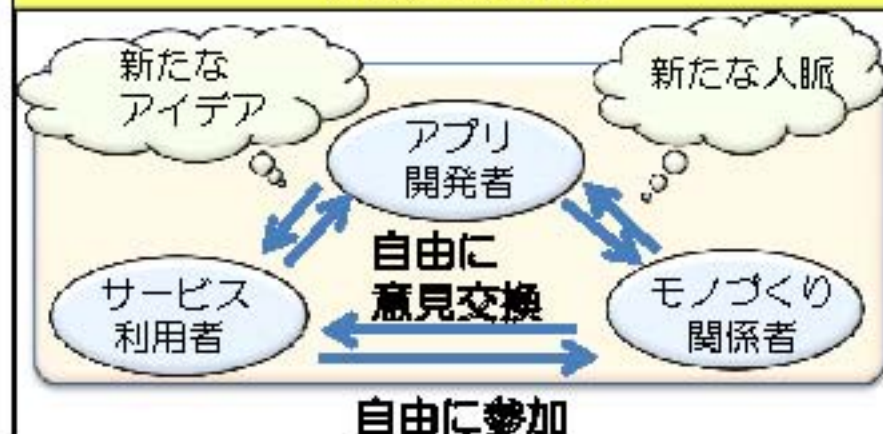 新たな
アイデア
新たな人脈
アプリ
開発者
自由に
意見交換
サービス
利用者
モノづくり
関係者
自由に参加